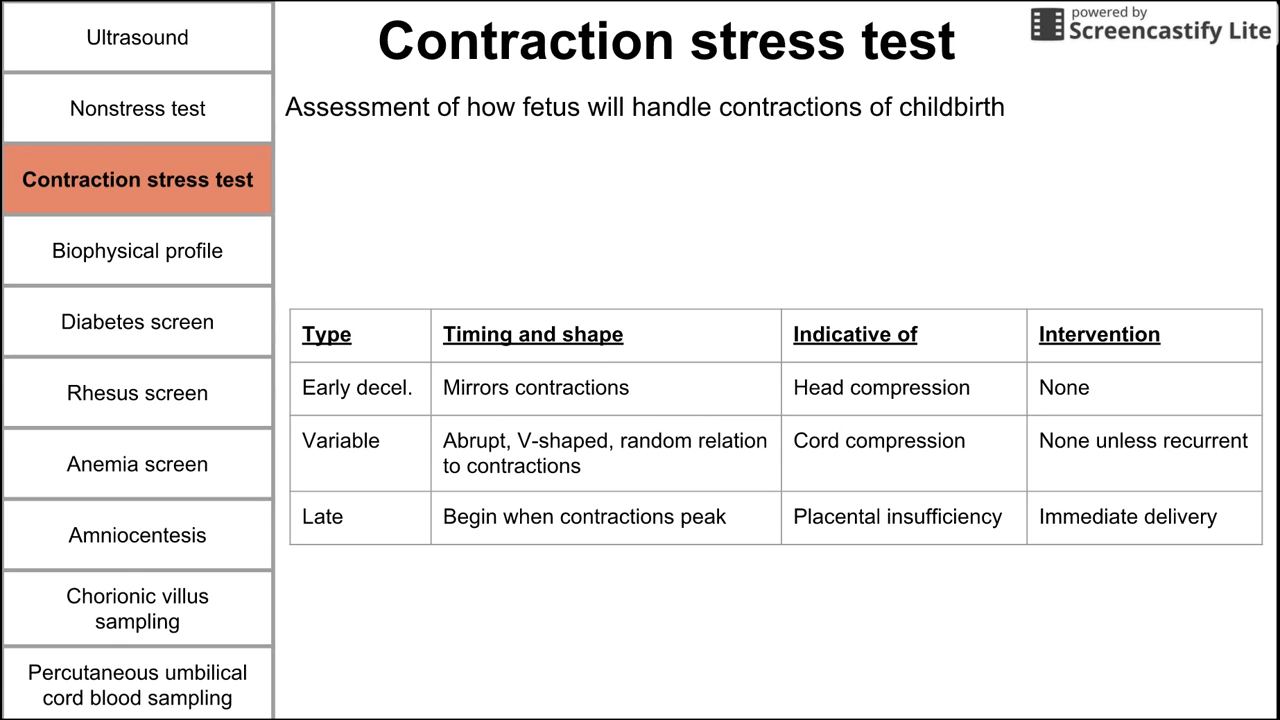 Ultrasound
Nonstress test
Contraction stress test
Biophysical profile
Diabetes screen
Rhesus screen
Anemia screen
Amniocentesis
Chorionic villus
sampling
Percutaneous umbilical
cord blood sampling
Contraction stress test
powered by
Screencastify Lite
Assessment of how fetus will handle contractions of childbirth
Type Timing and shape Indicative of Intervention
Early decel. Mirrors contractions Head compression None
Variable Abrupt, V-shaped, random relation Cord compression None unless recurrent
to contractions
Late Begin when contractions peak Placental insufficiency Immediate delivery